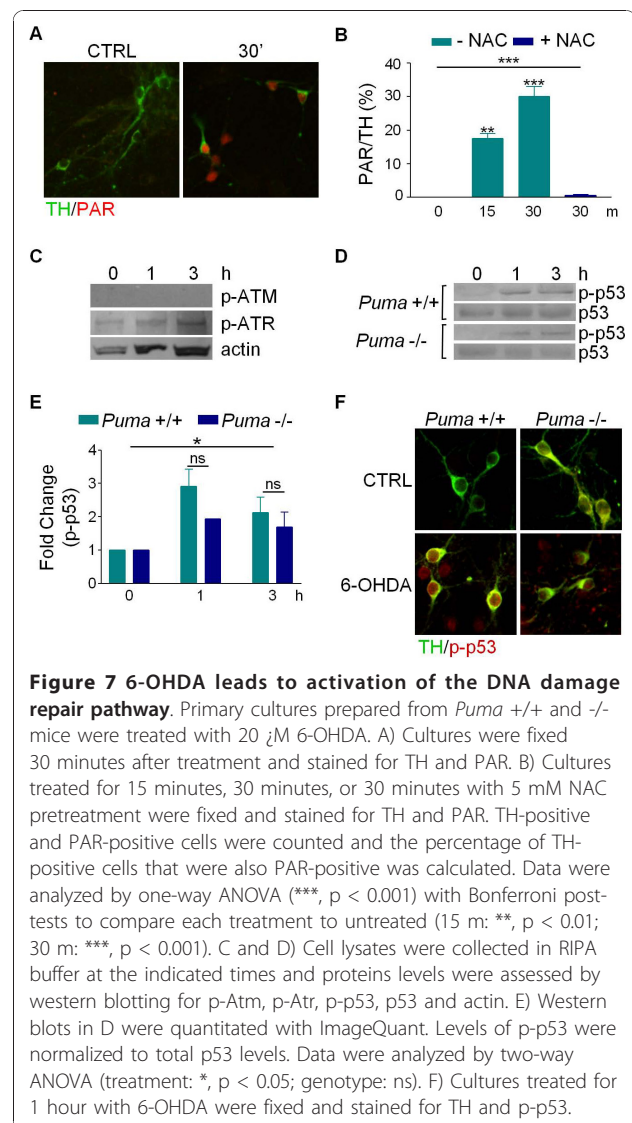 A
CTRL
30'
TH/PAR
B
- NAC + NAC
***
PAR/TH (%)
40
30
20
10
0
**
***
0 15 30 30 m
C
0 1 3 h
p-ATM
p-ATR
actin
D
0 1 3 h
Puma +/+
p-p53
p53
Puma -/-
p-p53
p53
E
Puma +/+ Puma -/-
Fold Change
(p-p53)
4
3
2
1
0
*
ns
ns
0 1 3 h
F
Puma +/+ Puma -/-
CTRL
6-OHDA
TH/p-p53
Figure 7 6-OHDA leads to activation of the DNA damage
repair pathway. Primary cultures prepared from Puma +/+ and -/-
mice were treated with 20 ¿M 6-OHDA. A) Cultures were fixed
30 minutes after treatment and stained for TH and PAR. B) Cultures
treated for 15 minutes, 30 minutes, or 30 minutes with 5 mM NAC
pretreatment were fixed and stained for TH and PAR. TH-positive
and PAR-positive cells were counted and the percentage of TH-
positive cells that were also PAR-positive was calculated. Data were
analyzed by one-way ANOVA (***, p < 0.001) with Bonferroni post-
tests to compare each treatment to untreated (15 m: **, p < 0.01;
30 m: ***, p < 0.001). C and D) Cell lysates were collected in RIPA
buffer at the indicated times and proteins levels were assessed by
western blotting for p-Atm, p-Atr, p-p53, p53 and actin. E) Western
blots in D were quantitated with ImageQuant. Levels of p-p53 were
normalized to total p53 levels. Data were analyzed by two-way
ANOVA (treatment: *, p < 0.05; genotype: ns). F) Cultures treated for
1 hour with 6-OHDA were fixed and stained for TH and p-p53.